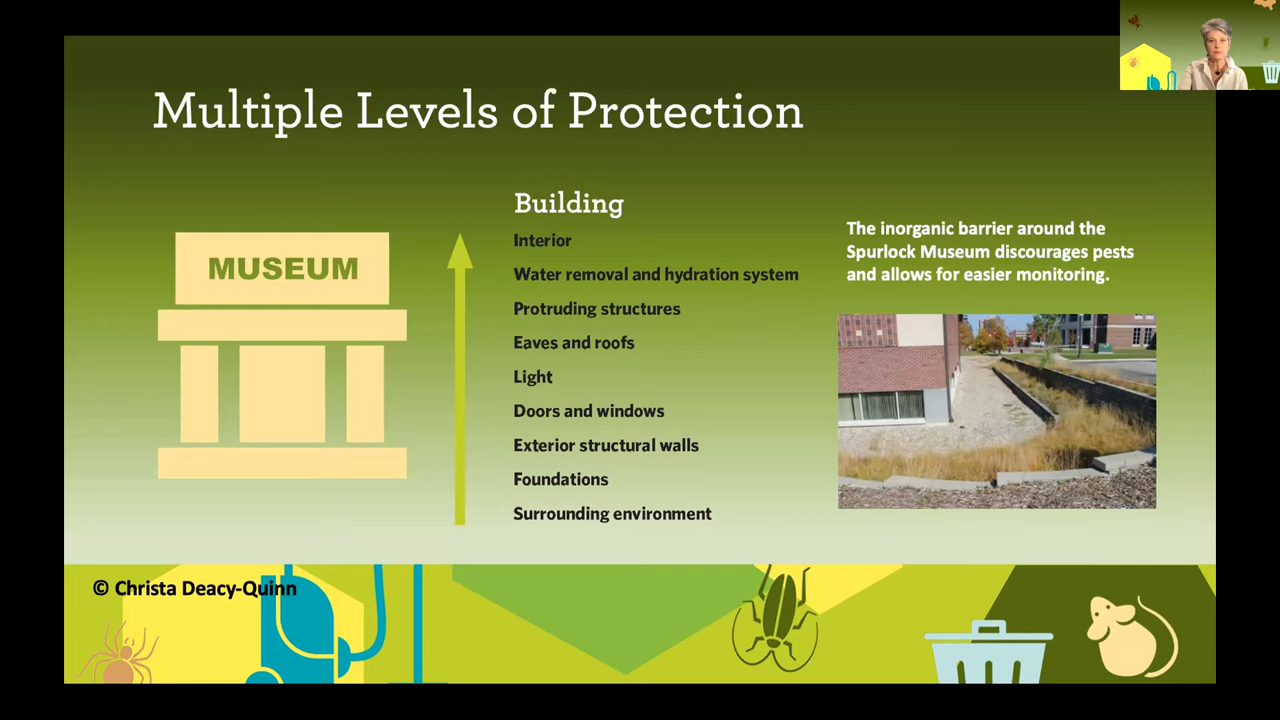 Multiple Levels of Protection
MUSEUM
Building
Interior
Water removal and hydration system
Protruding structures
Eaves and roofs
Light
Doors and windows
Exterior structural walls
Foundations
Surrounding environment
The inorganic barrier around the
Spurlock Museum discourages pests
and allows for easier monitoring.
© Christa Deacy-Quinn